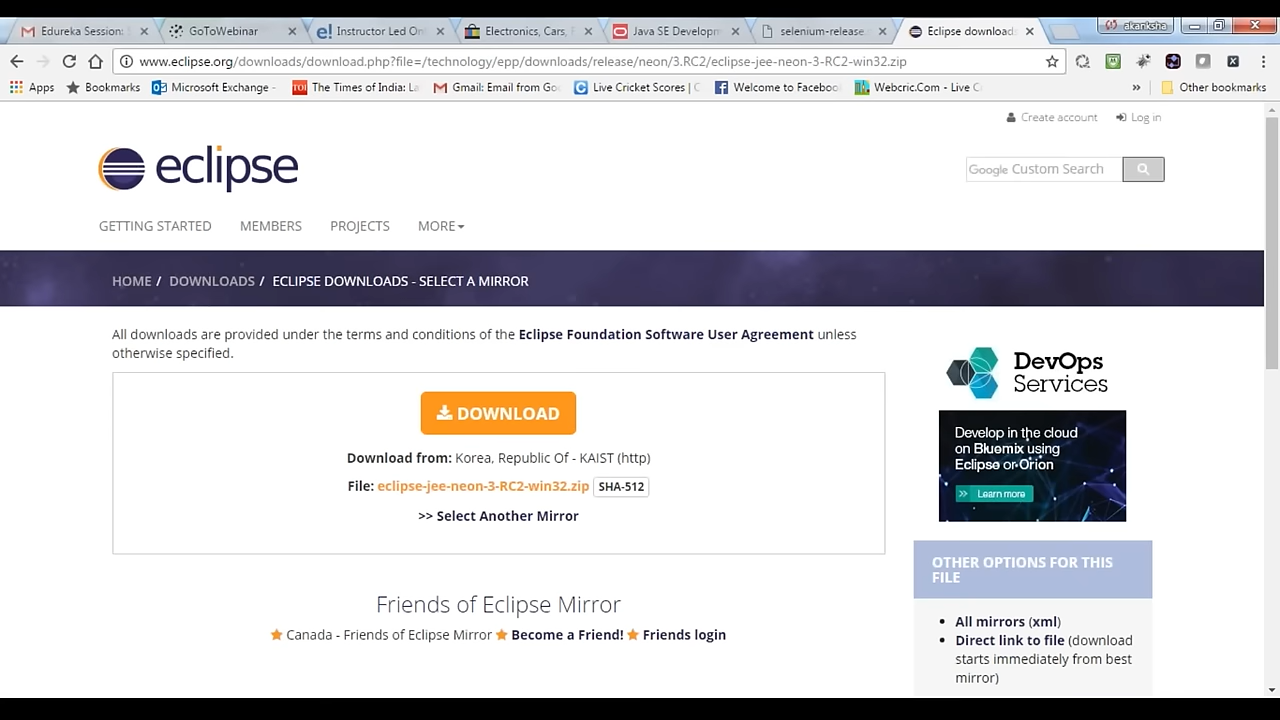 Edureka Session:
GoToWebinar
Instructor Led On
Electronics, Cars, F
Java SE Developm
selenium-release
Eclipse download
akanksha
www.eclipse.org/downloads/download.php?file=/technology/epp/downloads/release/neon/3.RC2/eclipse-jee-neon-3-RC2-win32.zip
Apps
Bookmarks
Microsoft Exchange -
The Times of India: La
Gmail: Email from Go
Live Cricket Scores | C
Welcome to Faceboo
Webcric.Com - Live C
»
Other bookmarks
Create account
Log in
eclipse
Google Custom Search
GETTING STARTED
MEMBERS
PROJECTS
MORE
HOME / DOWNLOADS / ECLIPSE DOWNLOADS - SELECT A MIRROR
All downloads are provided under the terms and conditions of the Eclipse Foundation Software User Agreement unless
otherwise specified.
DOWNLOAD
Download from: Korea, Republic Of - KAIST (http)
File: eclipse-jee-neon-3-RC2-win32.zip SHA-512
>> Select Another Mirror
Friends of Eclipse Mirror
Canada - Friends of Eclipse Mirror Become a Friend! Friends login
DevOps
Services
Develop in the cloud
on Bluemix using
Eclipse or Orion
>> Learn more
OTHER OPTIONS FOR THIS
FILE
• All mirrors (xml)
• Direct link to file (download
starts immediately from best
mirror)